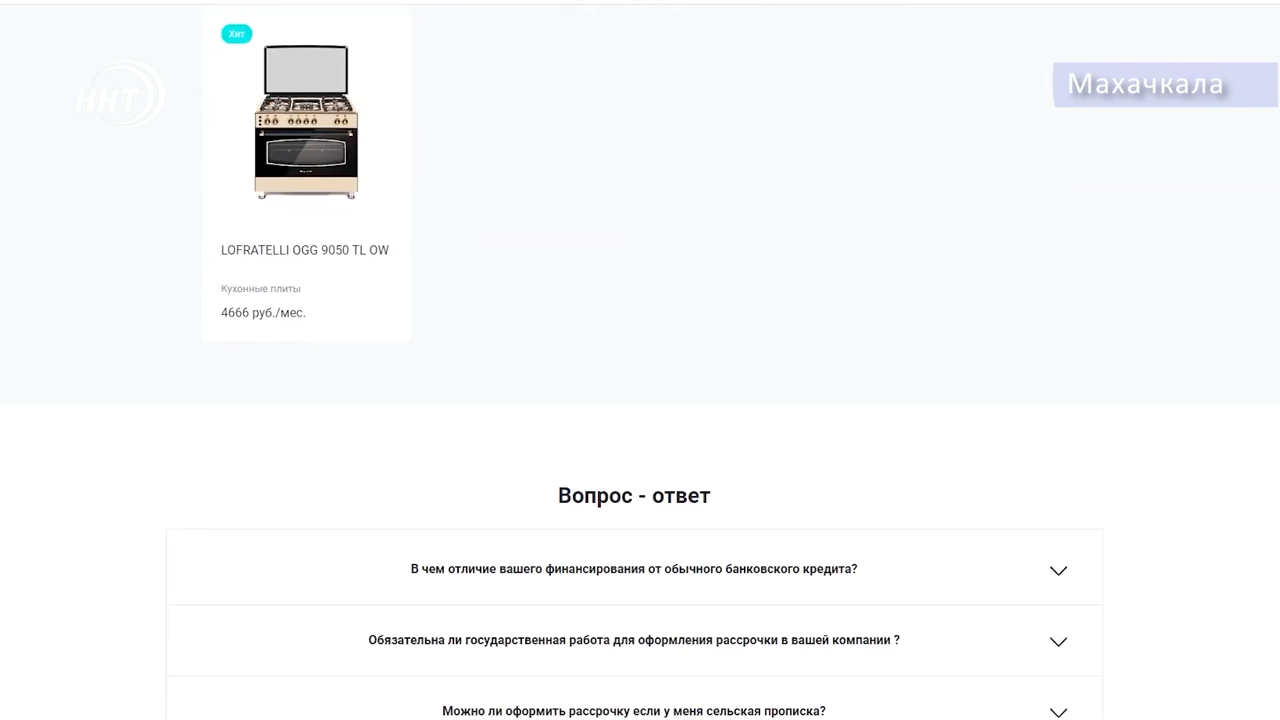 Хит
ННТ
Махачкала
LOFRATELLI OGG 9050 TL OW
Кухонные плиты
4666 руб./мес.
Вопрос - ответ
В чем отличие вашего финансирования от обычного банковского кредита?
Обязательна ли государственная работа для оформления рассрочки в вашей компании ?
Можно ли оформить рассрочку если у меня сельская прописка?